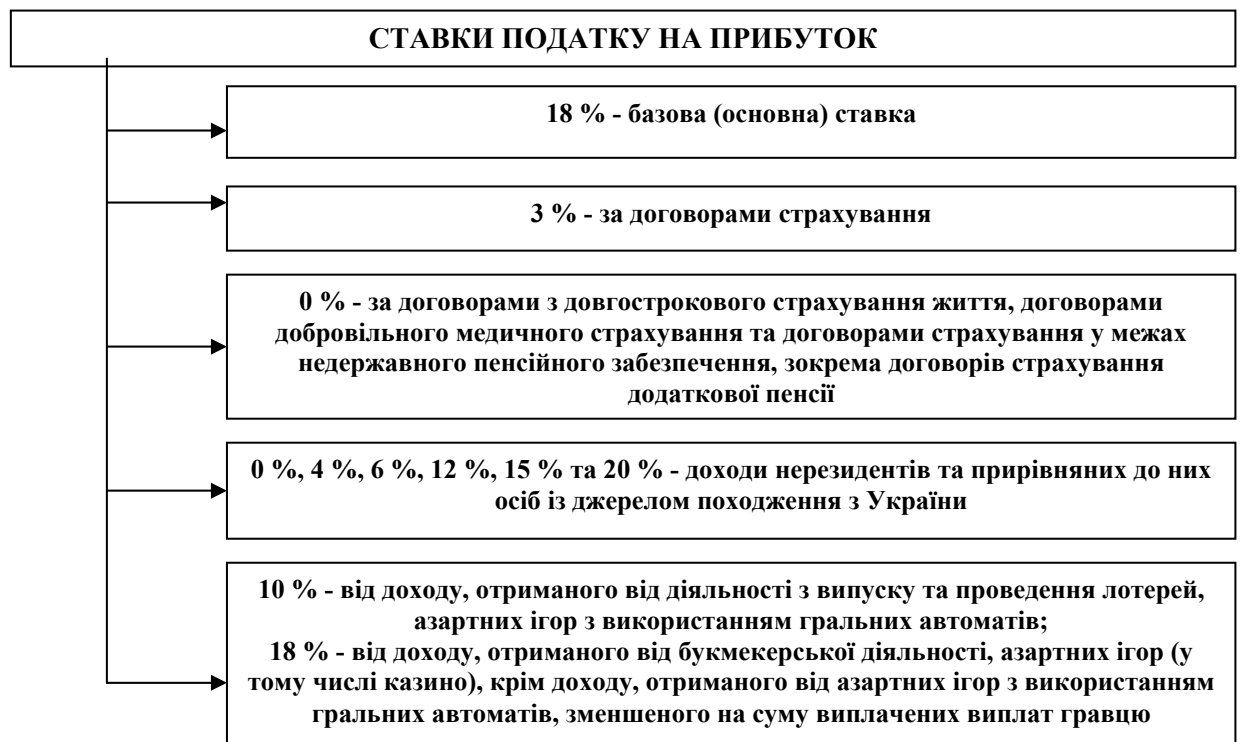 СТАВКИ ПОДАТКУ НА ПРИБУТОК
18 % - базова (основна) ставка
3 % - за договорами страхування
0 % - за договорами з довгострокового страхування життя, договорами
добровільного медичного страхування та договорами страхування у межах
недержавного пенсійного забезпечення, зокрема договорів страхування
додаткової пенсії
0 %, 4 %, 6 %, 12 %, 15 % та 20 % - доходи нерезидентів та прирівняних до них
осіб із джерелом походження з України
10 % - від доходу, отриманого від діяльності з випуску та проведення лотерей,
азартних ігор з використанням гральних автоматів;
18 % - від доходу, отриманого від букмекерської діяльності, азартних ігор (у
тому числі казино), крім доходу, отриманого від азартних ігор з використанням
гральних автоматів, зменшеного на суму виплачених виплат гравцю